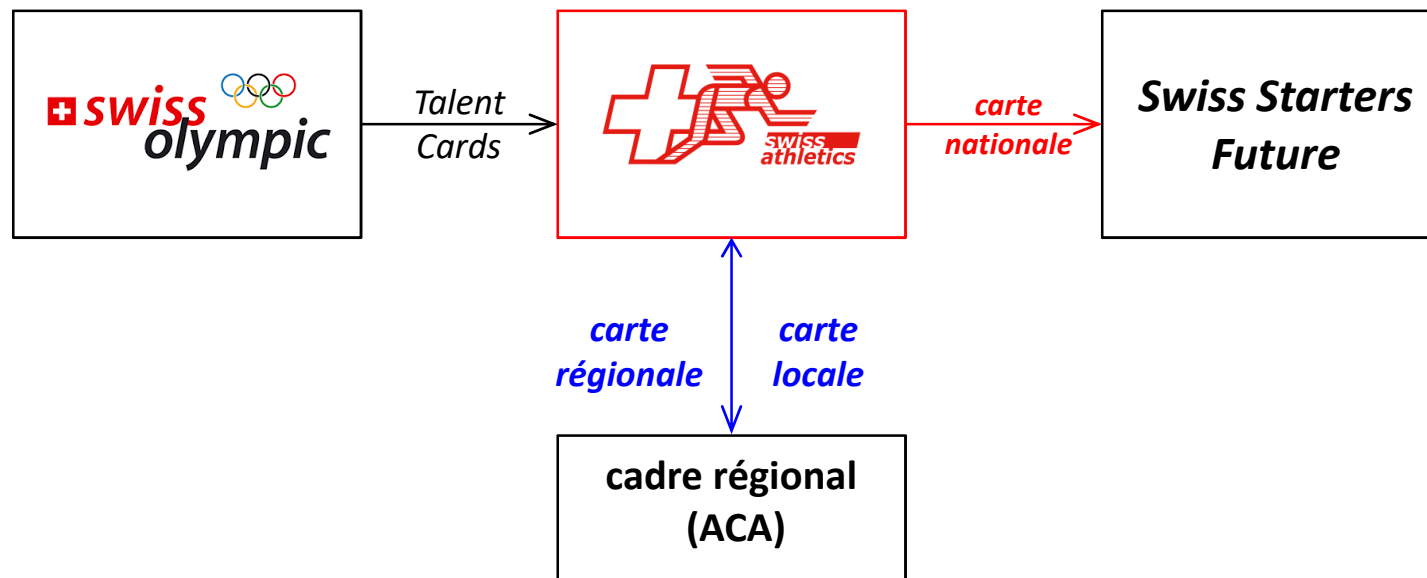 swiss
olympic
Talent
Cards
swiss
athletics
carte
nationale
Swiss Starters
Future
carte
régionale
carte
locale
cadre régional
(ACA)